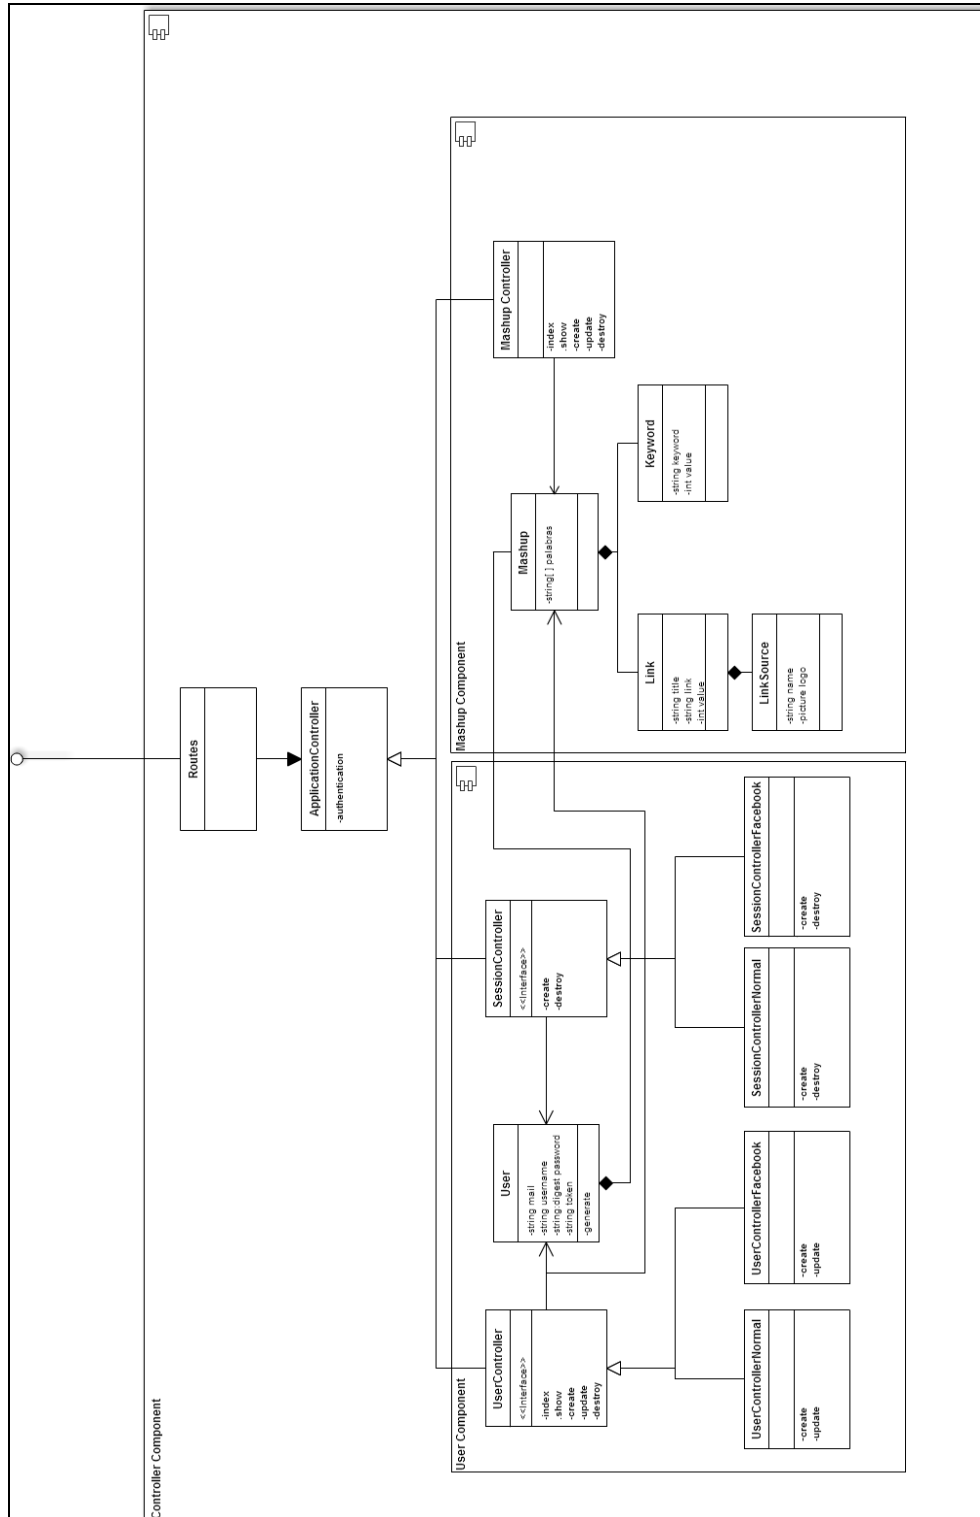 Controller Component
Routes
ApplicationController
-authentication
User Component
UserController
<<Interface>>
-index
.show
-create
-update
-destroy
User
-string mail
-string username
-string:digest password
-string token
-generate
SessionController
<<Interface>>
-create
-destroy
UserControllerNormal
-create
-update
UserControllerFacebook
-create
-update
SessionControllerNormal
-create
-destroy
SessionControllerFacebook
-create
-destroy
Mashup Component
Mashup
-string[ ] palabras
Mashup Controller
-index
.show
-create
-update
-destroy
Link
-string title
-string link
-int value
Keyword
-string keyword
-int value
LinkSource
-string name
-picture logo